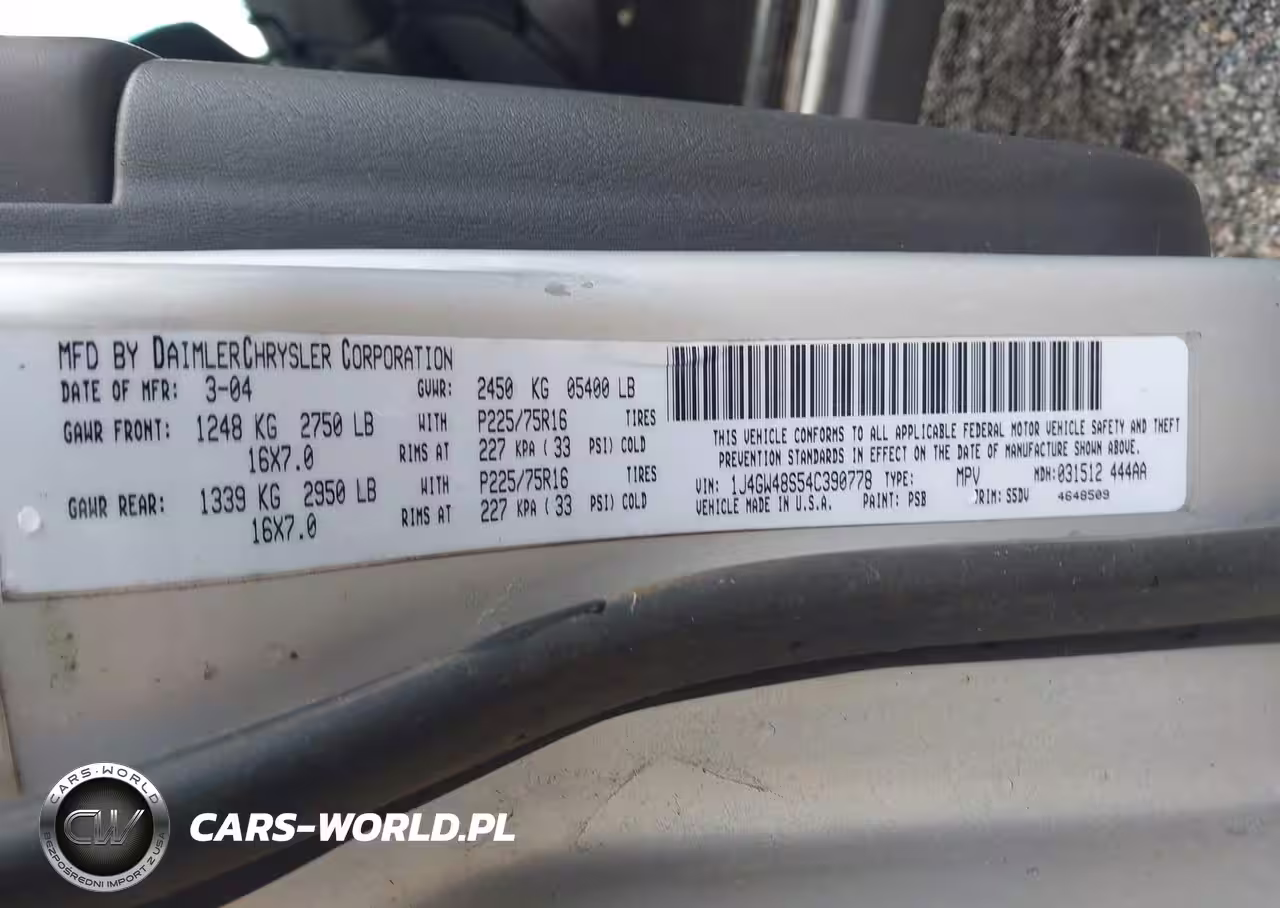 MFD BY DAIMLERCHRYSLER CORPORATION
DATE OF MFR: 3-04 GVWR: 2450 KG 05400 LB
GAWR FRONT: 1248 KG 2750 LB WITH P225/75R16 TIRES
16X7.0 RIMS AT 227 KPA ( 33 PSI) COLD
GAWR REAR: 1339 KG 2950 LB WITH P225/75R16 TIRES
16X7.0 RIMS AT 227 KPA ( 33 PSI) COLD
THIS VEHICLE CONFORMS TO ALL APPLICABLE FEDERAL MOTOR VEHICLE SAFETY AND THEFT
PREVENTION STANDARDS IN EFFECT ON THE DATE OF MANUFACTURE SHOWN ABOVE.
VIN: 1J4GW48S54C390778 TYPE: MPV MDH: 031512 444AA
VEHICLE MADE IN U.S.A. PAINT: PSB TRIM: S5DV 4648509
CARS-WORLD
CW
BEZPOŚREDNI IMPORT Z USA
CARS-WORLD.PL